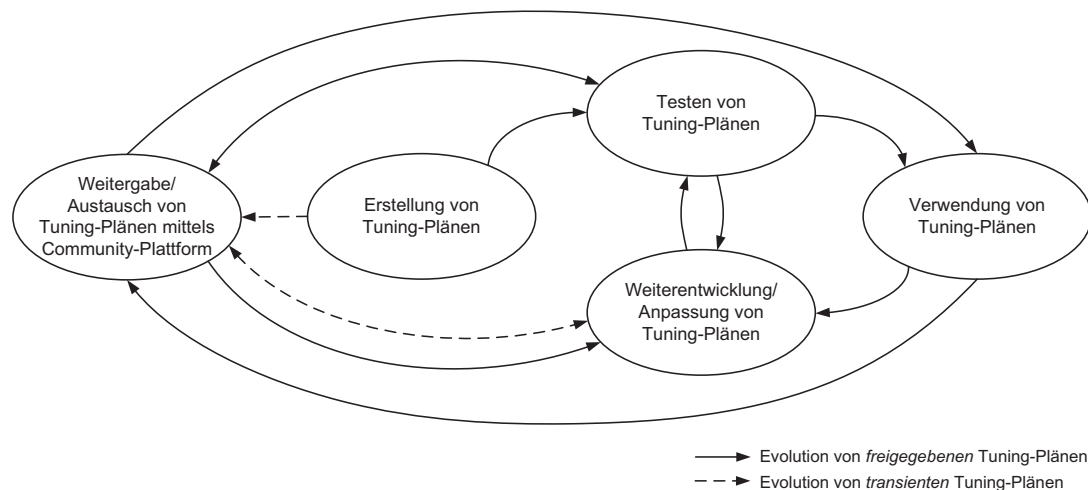 Testen von
Tuning-Plänen
Weitergabe/
Austausch von
Tuning-Plänen mittels
Community-Plattform
Erstellung von
Tuning-Plänen
Verwendung von
Tuning-Plänen
Weiterentwicklung/
Anpassung von
Tuning-Plänen
Evolution von freigegebenen Tuning-Plänen
Evolution von transienten Tuning-Plänen